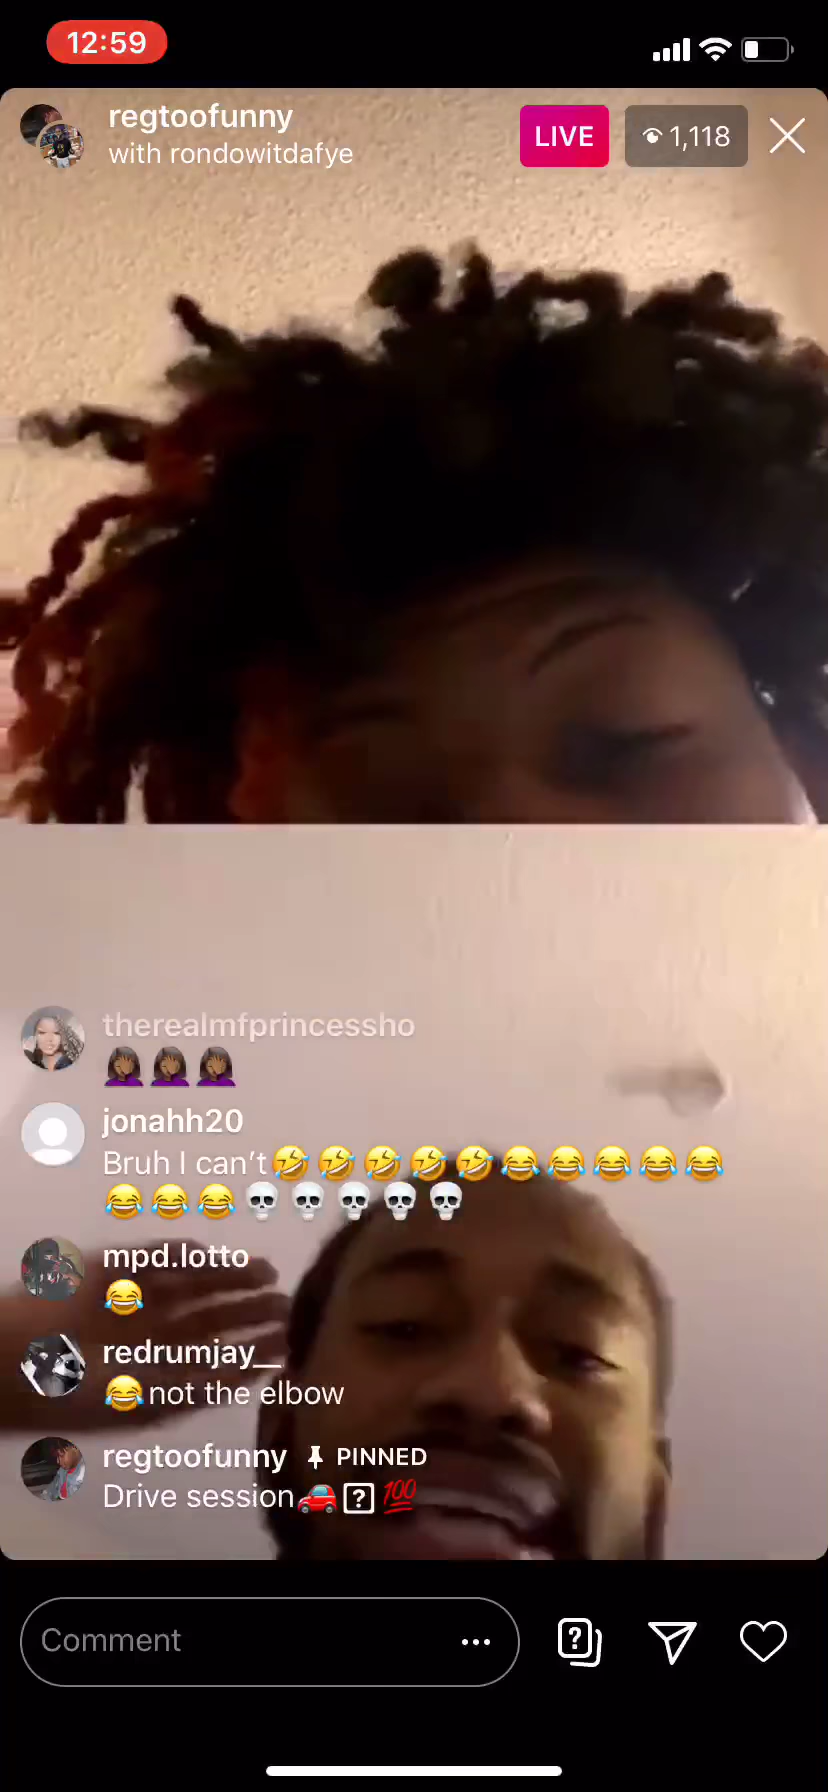 12:59
regtoofunny
with rondowitdafye
LIVE
1,118
therealmfprincessho
🤦🏾‍♀️🤦🏾‍♀️🤦🏾‍♀️
jonahh20
Bruh I can’t🤣🤣🤣🤣🤣😂😂😂😂😂
😂😂😂💀💀💀💀💀
mpd.lotto
😂
redrumjay__
😂not the elbow
regtoofunny 📌 PINNED
Drive session🚗⍰💯
Comment